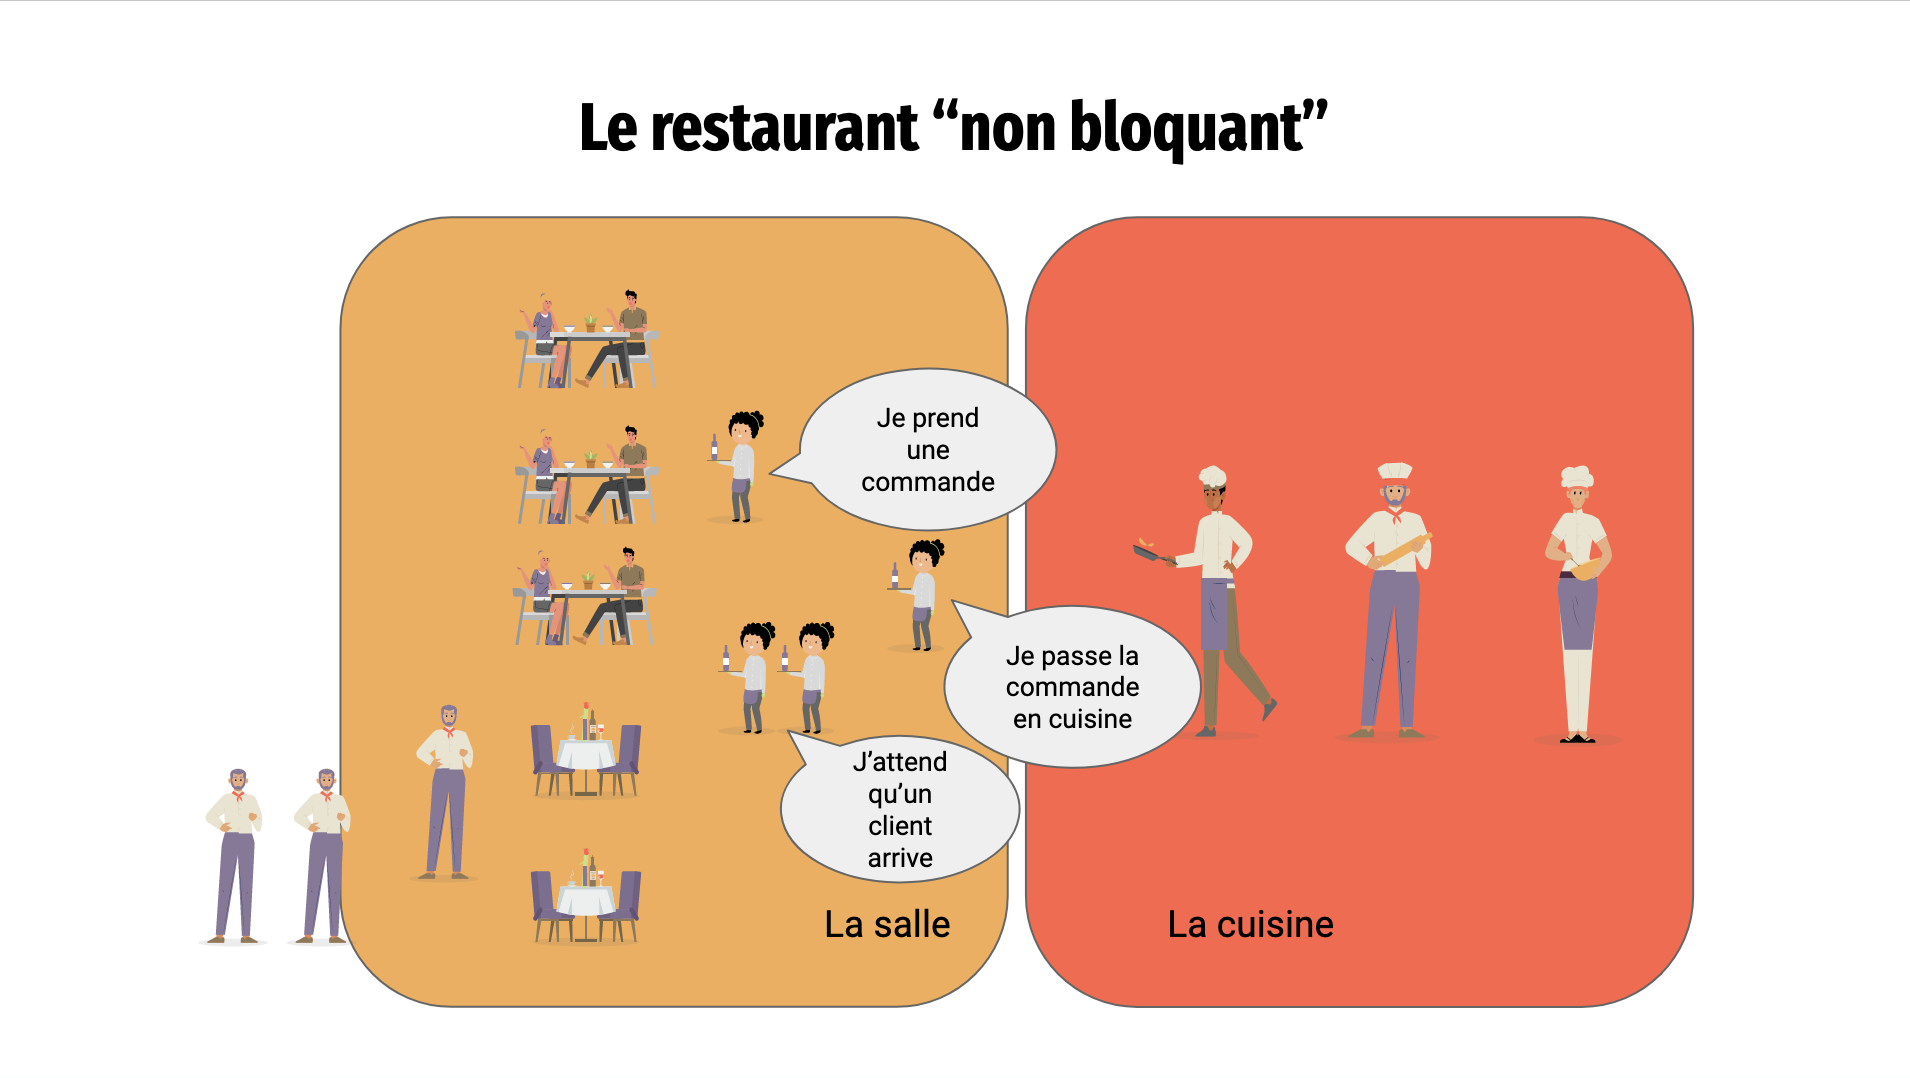 Le restaurant “non bloquant”
Je prend
une
commande
Je passe la
commande
en cuisine
J’attend
qu’un
client
arrive
La salle
La cuisine